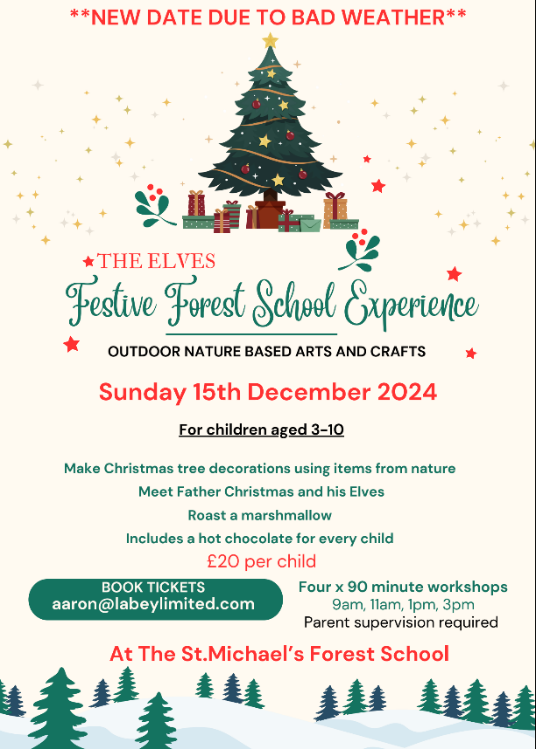 **NEW DATE DUE TO BAD WEATHER**
THE ELVES
Festive Forest School Experience
OUTDOOR NATURE BASED ARTS AND CRAFTS
Sunday 15th December 2024
For children aged 3-10
Make Christmas tree decorations using items from nature
Meet Father Christmas and his Elves
Roast a marshmallow
Includes a hot chocolate for every child
£20 per child
BOOK TICKETS
aaron@labeylimited.com
Four x 90 minute workshops
9am, 11am, 1pm, 3pm
Parent supervision required
At The St.Michael's Forest School